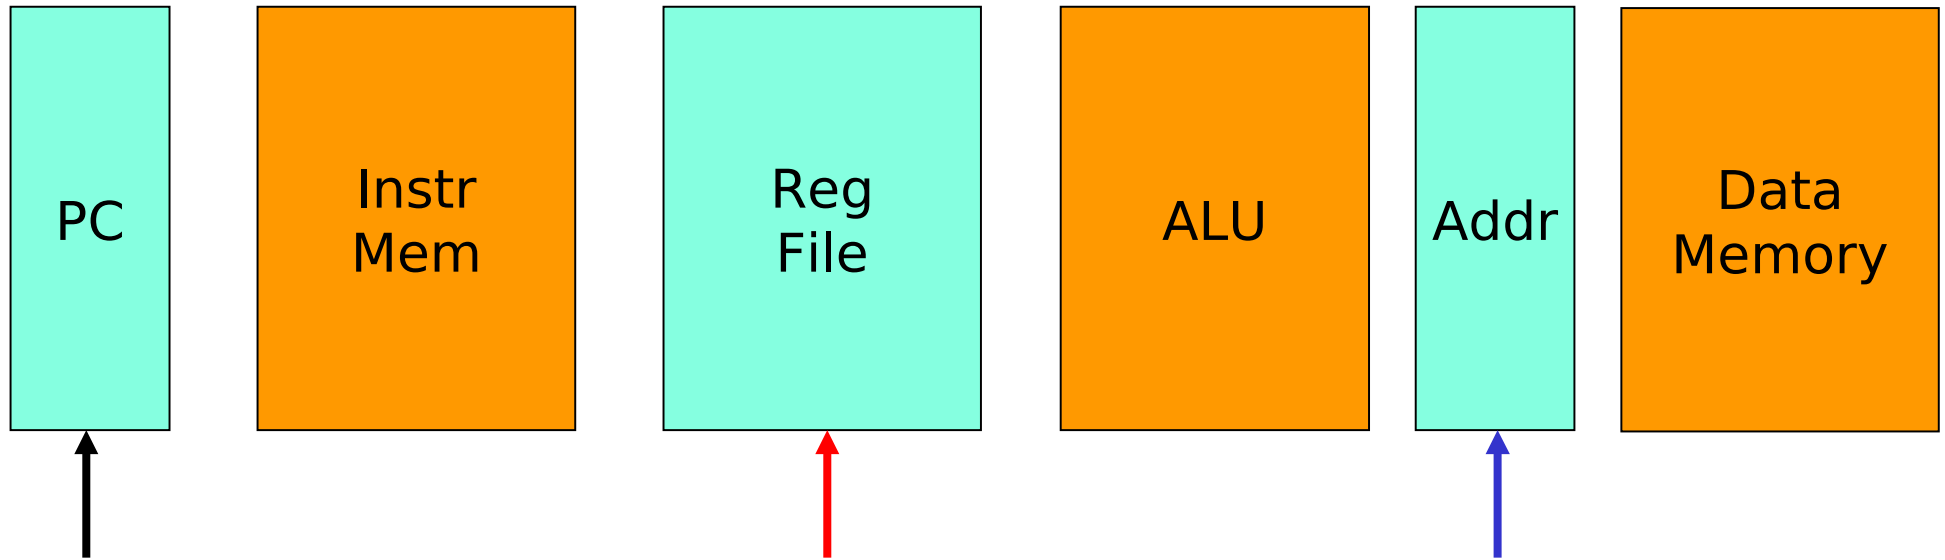 PC
Instr
Mem
Reg
File
ALU
Addr
Data
Memory